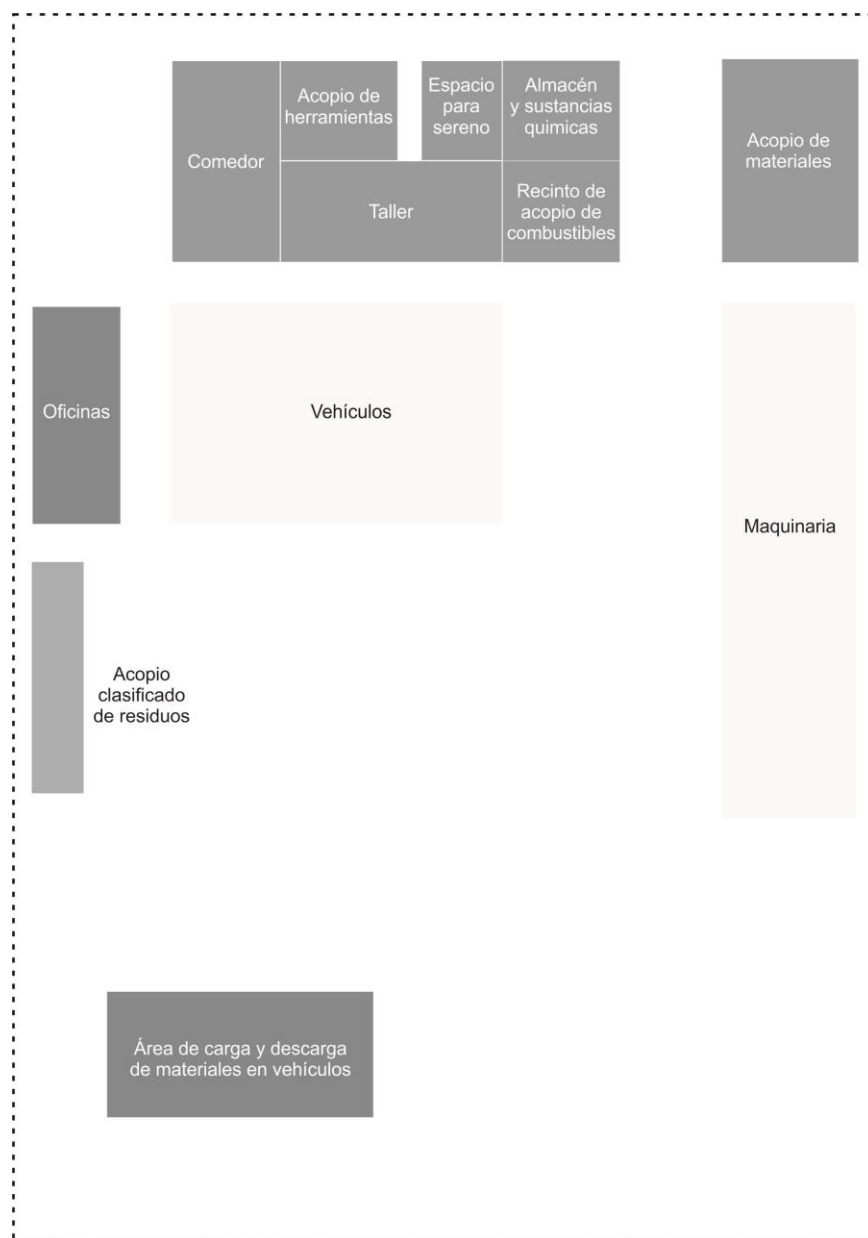 Comedor
Acopio de
herramientas
Espacio
para
sereno
Almacén
y sustancias
quimicas
Acopio de
materiales
Taller
Recinto de
acopio de
combustibles
Oficinas
Vehículos
Maquinaria
Acopio
clasificado
de residuos
Área de carga y descarga
de materiales en vehículos